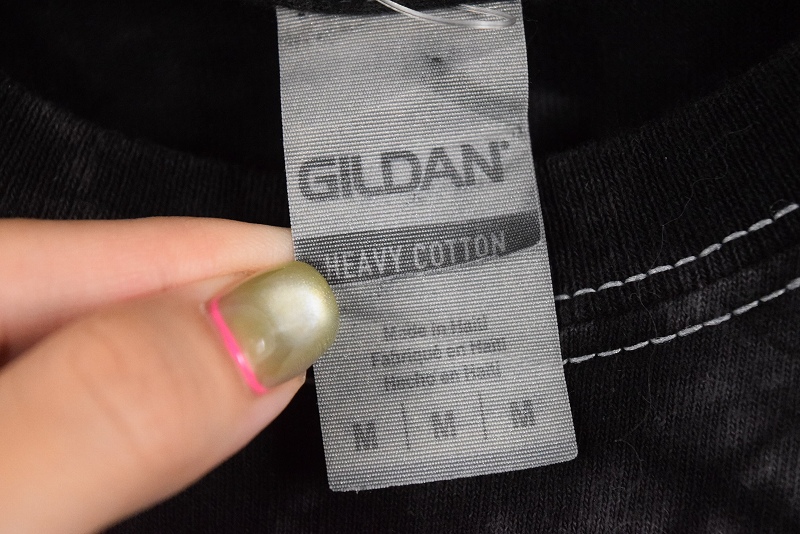 GILDAN®
HEAVY COTTON
Made in Haiti
Fabriqué en Haïti
Hecho en Haití
M | M | M